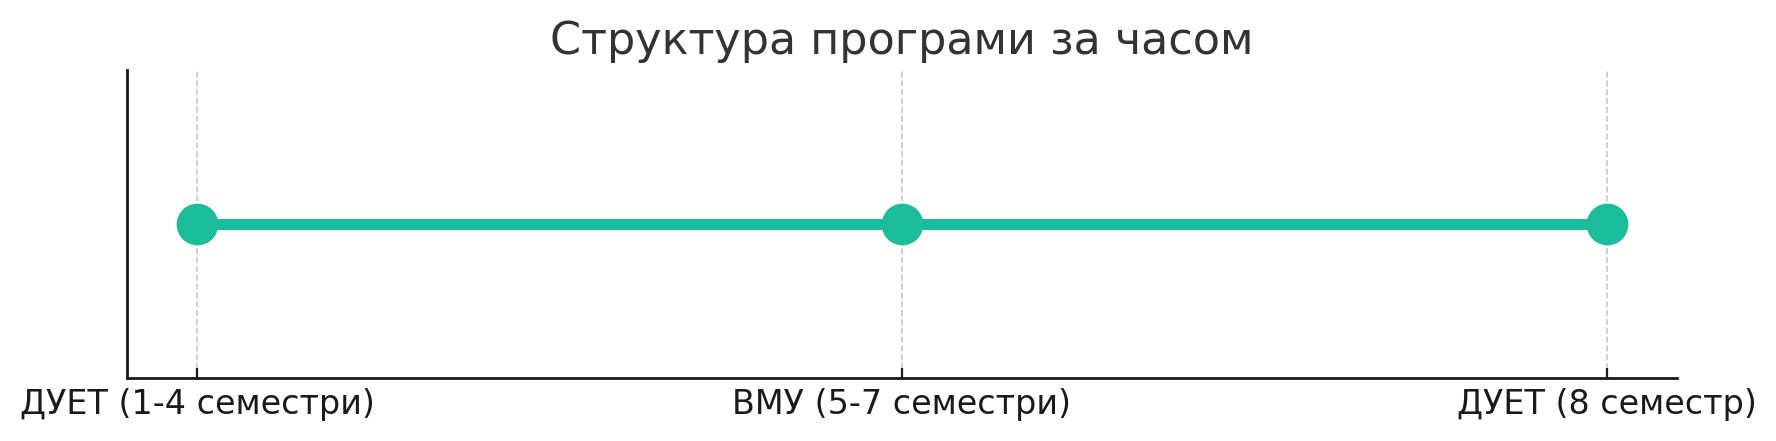 Структура програми за часом
ДУЕТ (1-4 семестри)
ВМУ (5-7 семестри)
ДУЕТ (8 семестр)